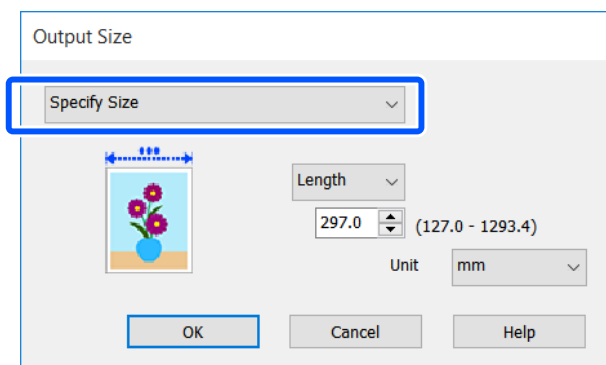 Output Size
Specify Size
Length
297.0 (127.0 - 1293.4)
Unit mm
OK Cancel Help